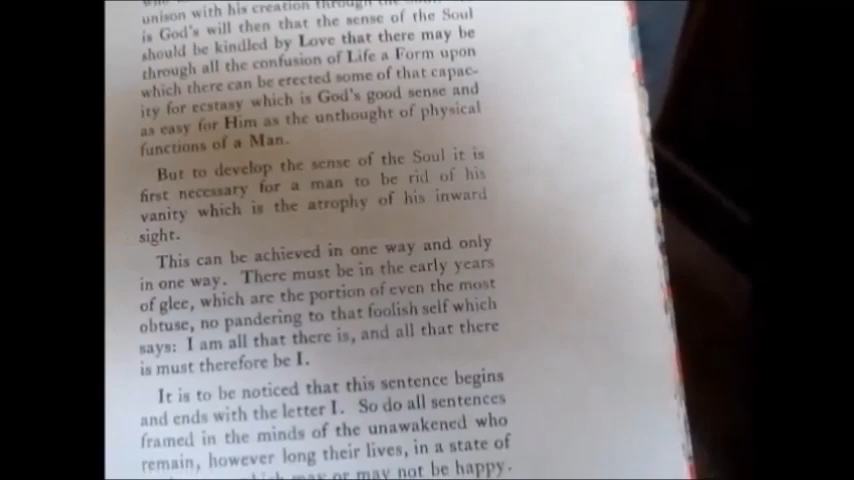 unison with his creation through the
is God's will then that the sense of the Soul
should be kindled by Love that there may be
through all the confusion of Life a Form upon
which there can be erected some of that capac-
ity for ecstasy which is God's good sense and
as easy for Him as the unthought of physical
functions of a Man.
But to develop the sense of the Soul it is
first necessary for a man to be rid of his
vanity which is the atrophy of his inward
sight.
This can be achieved in one way and only
in one way. There must be in the early years
of glee, which are the portion of even the most
obtuse, no pandering to that foolish self which
says: I am all that there is, and all that there
is must therefore be I.
It is to be noticed that this sentence begins
and ends with the letter I. So do all sentences
framed in the minds of the unawakened who
remain, however long their lives, in a state of
which may or may not be happy.